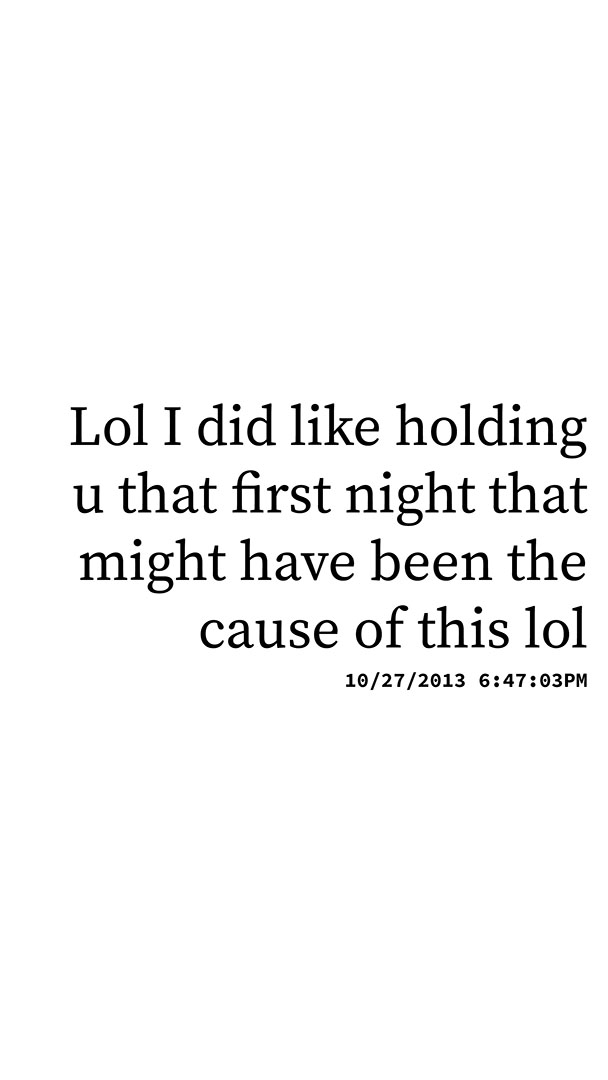 Lol I did like holding
u that first night that
might have been the
cause of this lol
10/27/2013 6:47:03PM